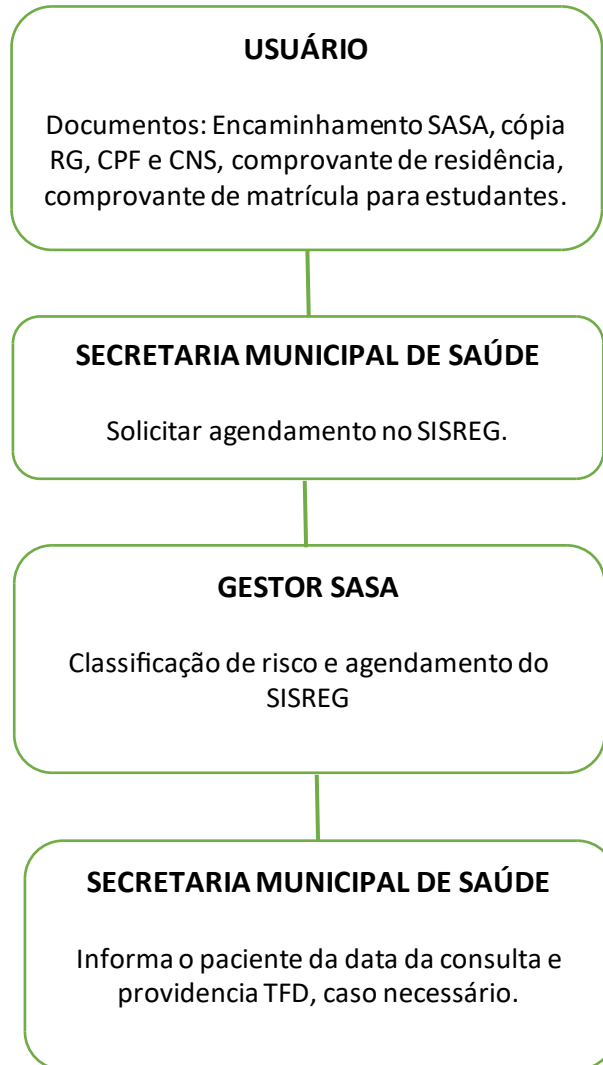 USUÁRIO
Documentos: Encaminhamento SASA, cópia
RG, CPF e CNS, comprovante de residência,
comprovante de matrícula para estudantes.
SECRETARIA MUNICIPAL DE SAÚDE
Solicitar agendamento no SISREG.
GESTOR SASA
Classificação de risco e agendamento do
SISREG
SECRETARIA MUNICIPAL DE SAÚDE
Informa o paciente da data da consulta e
providencia TFD, caso necessário.